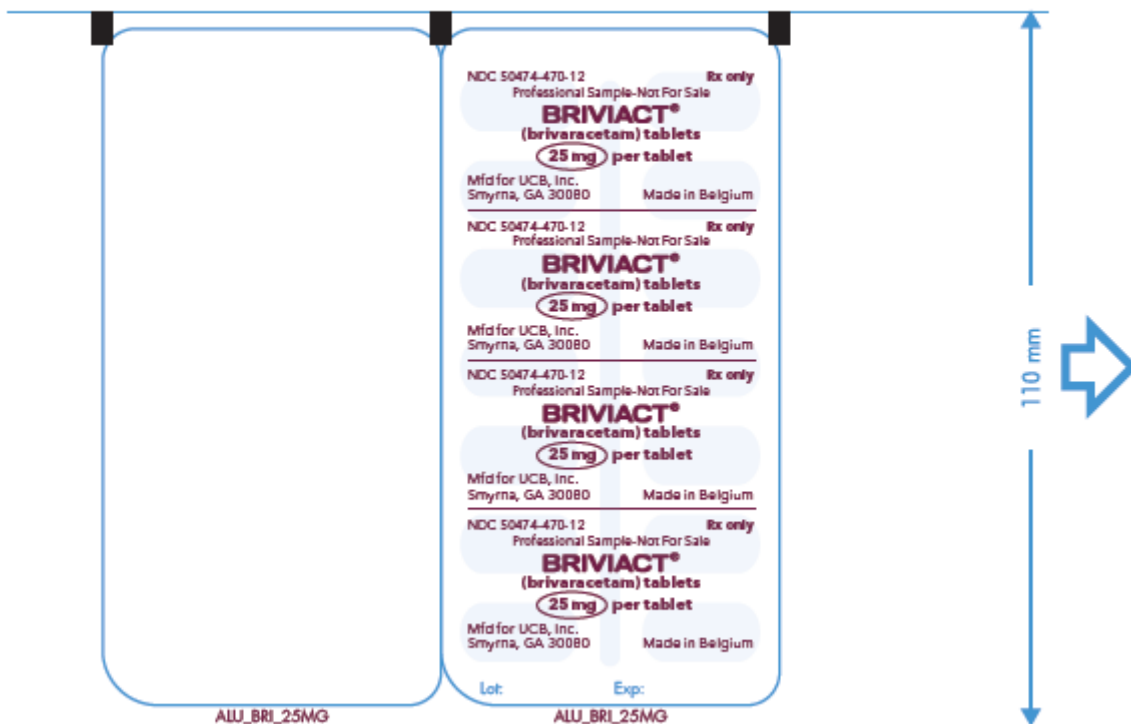 NDC 50474-470-12 Rx only
Professional Sample-Not For Sale
BRIVIACT®
(brivaracetam) tablets
25 mg per tablet
Mfd for UCB, Inc.
Smyrna, GA 30080 Made in Belgium
NDC 50474-470-12 Rx only
Professional Sample-Not For Sale
BRIVIACT®
(brivaracetam) tablets
25 mg per tablet
Mfd for UCB, Inc.
Smyrna, GA 30080 Made in Belgium
NDC 50474-470-12 Rx only
Professional Sample-Not For Sale
BRIVIACT®
(brivaracetam) tablets
25 mg per tablet
Mfd for UCB, Inc.
Smyrna, GA 30080 Made in Belgium
NDC 50474-470-12 Rx only
Professional Sample-Not For Sale
BRIVIACT®
(brivaracetam) tablets
25 mg per tablet
Mfd for UCB, Inc.
Smyrna, GA 30080 Made in Belgium
Lot: Exp:
ALU_BRI_25MG ALU_BRI_25MG
110 mm